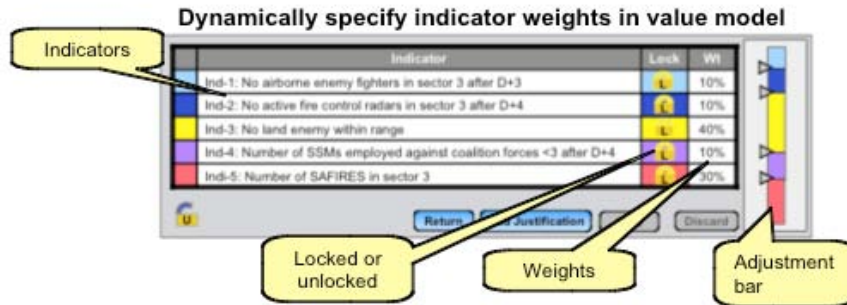 Dynamically specify indicator weights in value model
Indicators
Indicator Lock Wt
Ind-1: No airborne enemy fighters in sector 3 after D+3 L 10%
Ind-2: No active fire control radars in sector 3 after D+4 L 10%
Ind-3: No land enemy within range L 40%
Ind-4: Number of SSMs employed against coalition forces <3 after D+4 L 10%
Indi-5: Number of SAFIRES in sector 3 L 30%
U
Return Justification Discard
Locked or
unlocked
Weights
Adjustment
bar